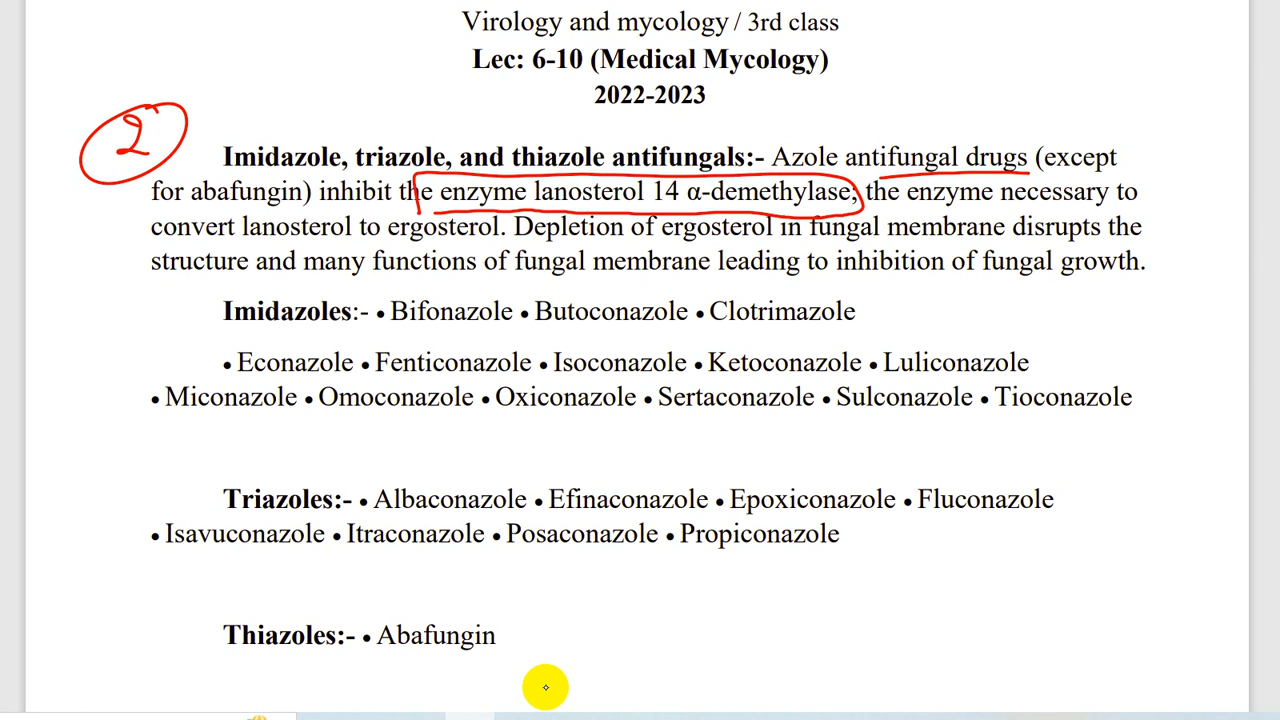 Virology and mycology / 3rd class
Lec: 6-10 (Medical Mycology)
2022-2023
2
Imidazole, triazole, and thiazole antifungals:- Azole antifungal drugs (except
for abafungin) inhibit the enzyme lanosterol 14 α-demethylase; the enzyme necessary to
convert lanosterol to ergosterol. Depletion of ergosterol in fungal membrane disrupts the
structure and many functions of fungal membrane leading to inhibition of fungal growth.
Imidazoles:- • Bifonazole • Butoconazole • Clotrimazole
• Econazole • Fenticonazole • Isoconazole • Ketoconazole • Luliconazole
• Miconazole • Omoconazole • Oxiconazole • Sertaconazole • Sulconazole • Tioconazole
Triazoles:- • Albaconazole • Efinaconazole • Epoxiconazole • Fluconazole
• Isavuconazole • Itraconazole • Posaconazole • Propiconazole
Thiazoles:- • Abafungin